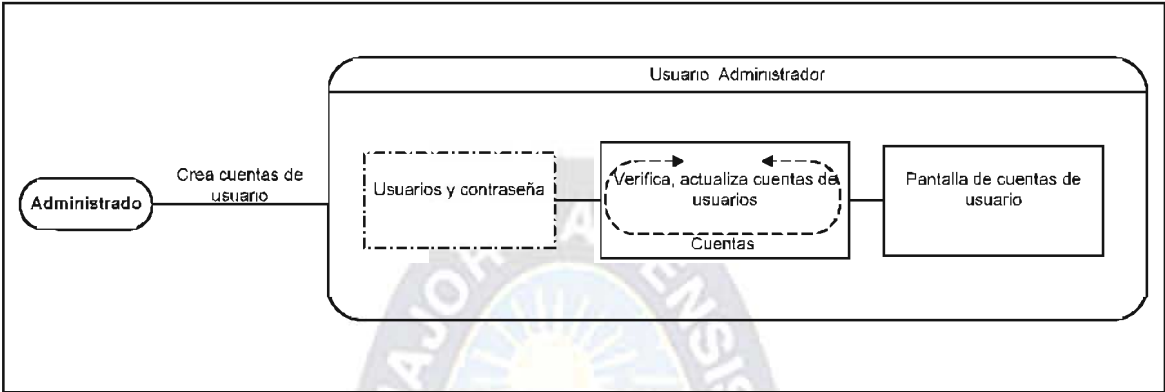 Usuario Administrador
Crea cuentas de
usuario
Administrado
Usuarios y contraseña
Verifica, actualiza cuentas de
usuarios
Cuentas
Pantalla de cuentas de
usuario